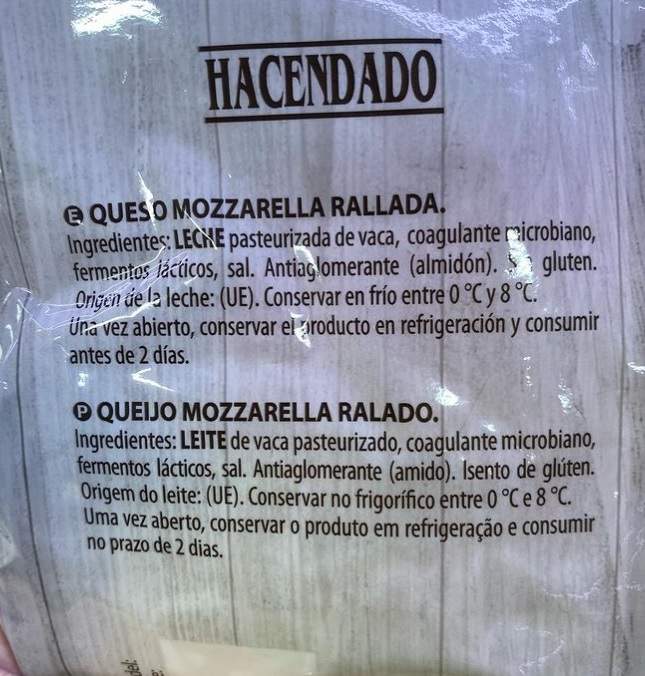 HACENDADO
E QUESO MOZZARELLA RALLADA.
Ingredientes: LECHE pasteurizada de vaca, coagulante microbiano,
fermentos lácticos, sal. Antiaglomerante (almidón). gluten.
Origen de la leche: (UE). Conservar en frío entre 0 °C y 8 °C.
Una vez abierto, conservar el producto en refrigeración y consumir
antes de 2 días.
P QUEIJO MOZZARELLA RALADO.
Ingredientes: LEITE de vaca pasteurizado, coagulante microbiano,
fermentos lácticos, sal. Antiaglomerante (amido). Isento de glúten.
Origem do leite: (UE). Conservar no frigorífico entre 0 °C e 8 °C.
Uma vez aberto, conservar o produto em refrigeração e consumir
no prazo de 2 dias.